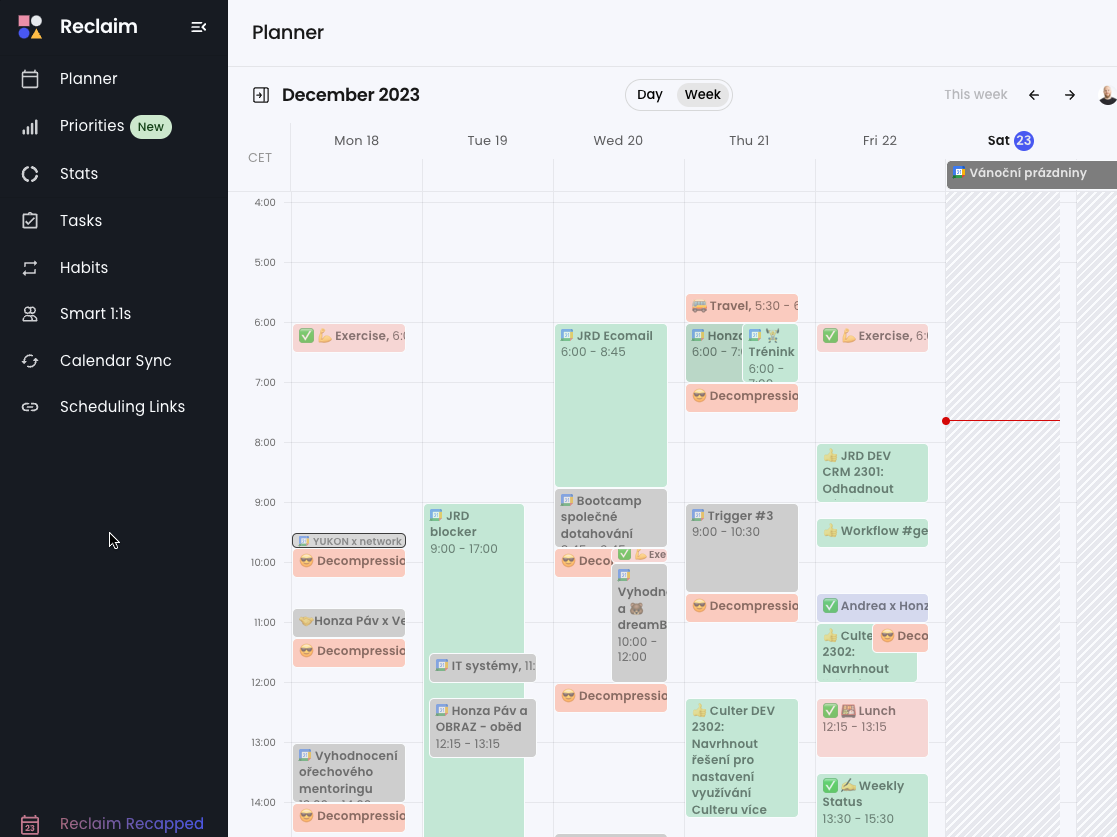 Reclaim
Planner
Priorities New
Stats
Tasks
Habits
Smart 1:1s
Calendar Sync
Scheduling Links
23 Reclaim Recapped
Planner
December 2023
Day Week
This week
CET
Mon 18 Tue 19 Wed 20 Thu 21 Fri 22 Sat 23
Vánoční prázdniny
4:00
5:00
6:00
7:00
8:00
9:00
10:00
11:00
12:00
13:00
14:00
Exercise, 6:
YUKON x network
Decompressio
Honza Páv x Ve
Decompressio
Vyhodnocení
ořechového
mentoringu
Decompressio
JRD
blocker
9:00 - 17:00
IT systémy, 11:
Honza Páv a
OBRAZ - oběd
12:15 - 13:15
JRD Ecomail
6:00 - 8:45
Bootcamp
společné
dotahování
Deco
Exe
Vyhodn
a
dreamB
10:00 -
12:00
Decompressio
Travel, 5:30 - 6
Honza
6:00 - 7:0
Trénink
6:00 -
7:00
Decompressio
Trigger #3
9:00 - 10:30
Decompressio
Culter DEV
2302:
Navrhnout
řešení pro
nastavení
využívání
Culteru více
Exercise, 6:
JRD DEV
CRM 2301:
Odhadnout
Workflow #ge
Andrea x Honz
Culte
2302:
Navrhnout
Deco
Lunch
12:15 - 13:15
Weekly
Status
13:30 - 15:30